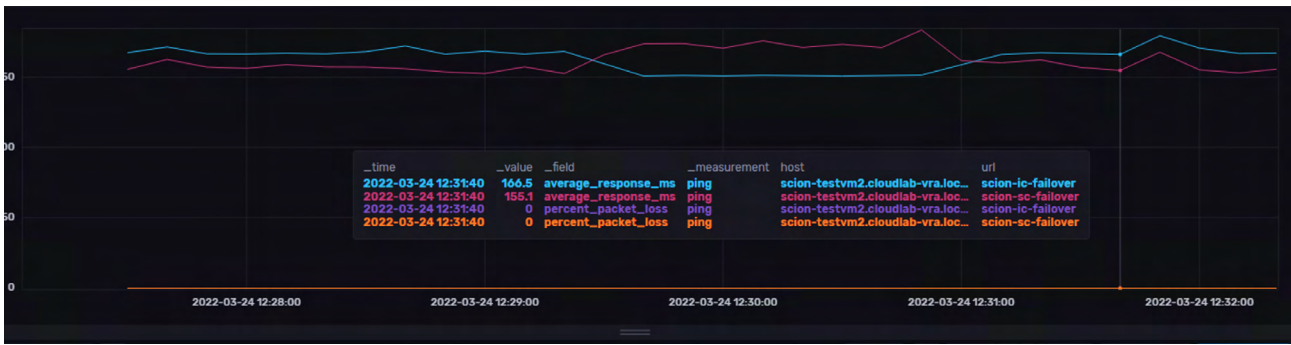 50
00
50
0
_time _value _field _measurement host url
2022-03-24 12:31:40 166.5 average_response_ms ping scion-testvm2.cloudlab-vra.loc... scion-ic-failover
2022-03-24 12:31:40 155.1 average_response_ms ping scion-testvm2.cloudlab-vra.loc... scion-sc-failover
2022-03-24 12:31:40 0 percent_packet_loss ping scion-testvm2.cloudlab-vra.loc... scion-ic-failover
2022-03-24 12:31:40 0 percent_packet_loss ping scion-testvm2.cloudlab-vra.loc... scion-sc-failover
2022-03-24 12:28:00 2022-03-24 12:29:00 2022-03-24 12:30:00 2022-03-24 12:31:00 2022-03-24 12:32:00